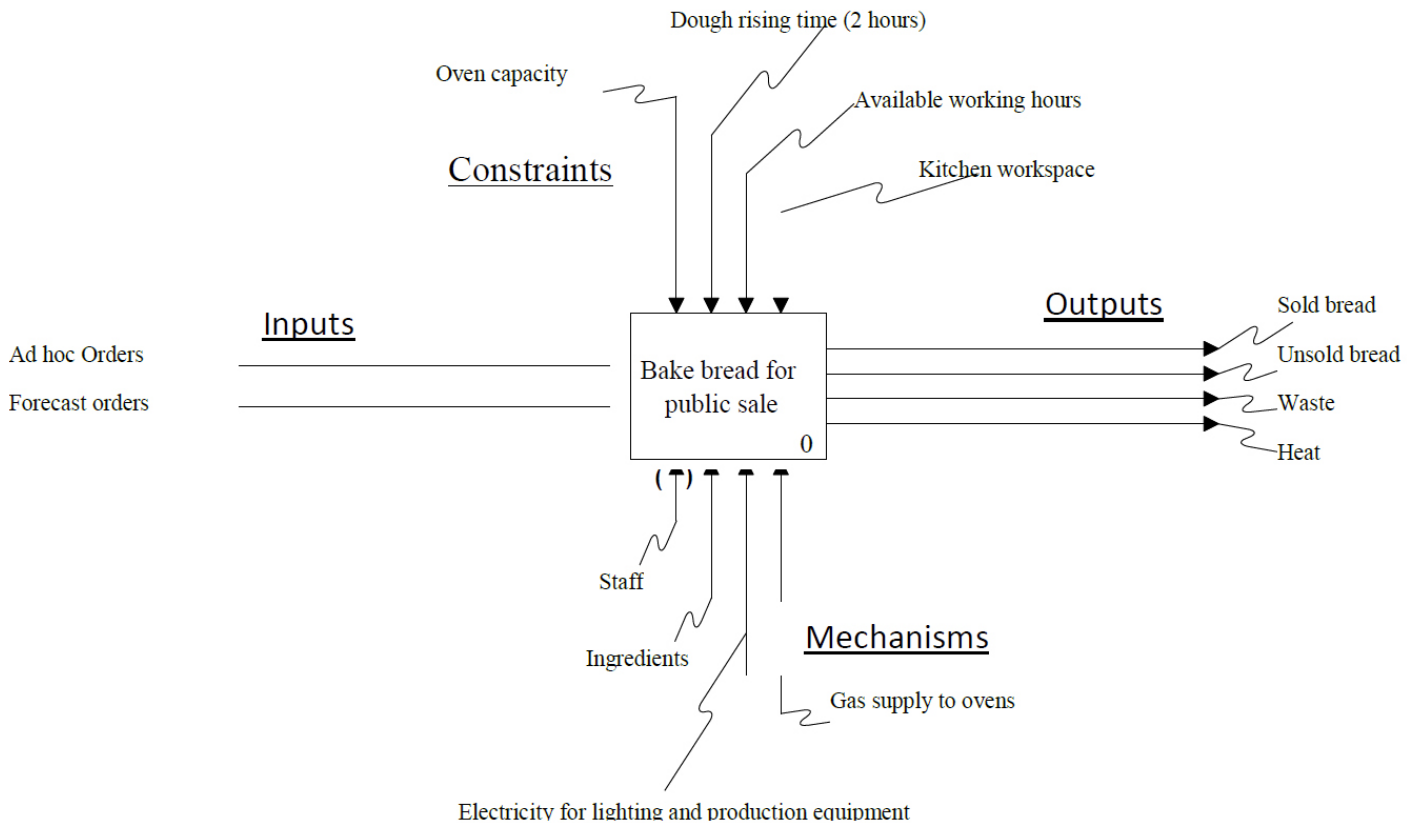 Dough rising time (2 hours)
Oven capacity
Available working hours
Constraints
Kitchen workspace
Inputs
Outputs
Sold bread
Ad hoc Orders
Unsold bread
Bake bread for
public sale
Forecast orders
Waste
0
Heat
( )
Staff
Mechanisms
Ingredients
Gas supply to ovens
Electricity for lighting and production equipment